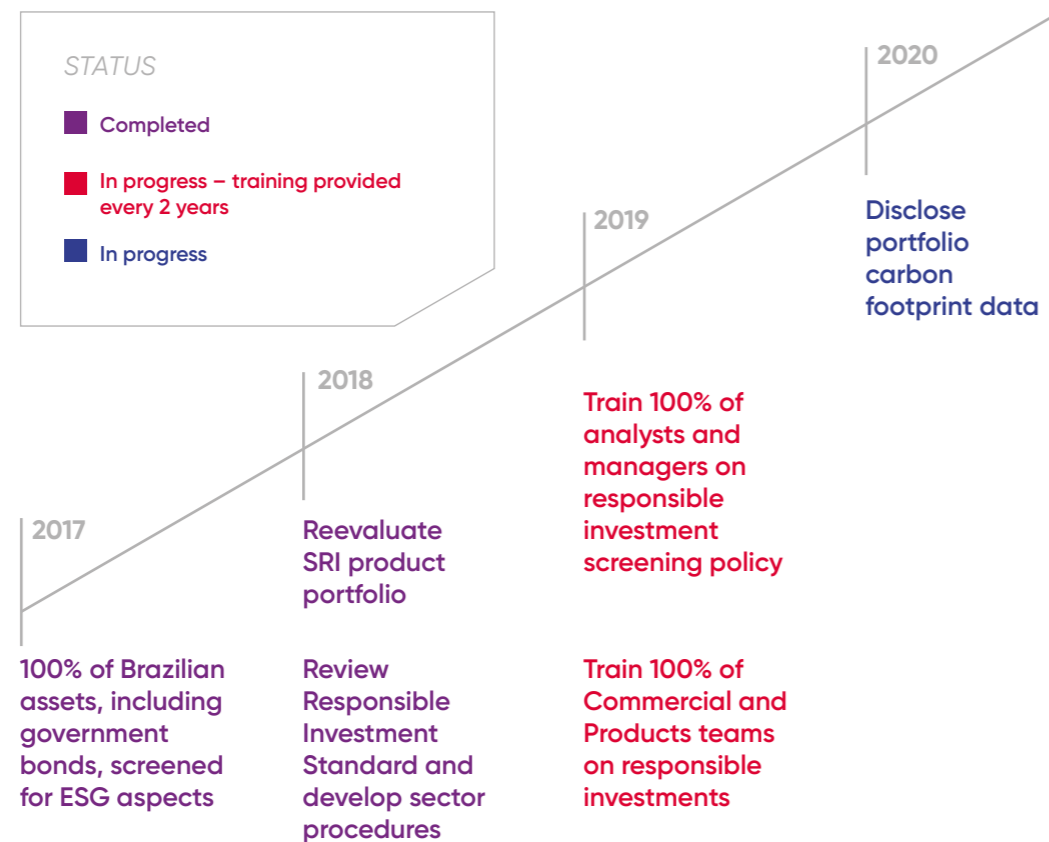 STATUS
Completed
In progress – training provided
every 2 years
In progress
2017
100% of Brazilian
assets, including
government
bonds, screened
for ESG aspects
2018
Reevaluate
SRI product
portfolio
Review
Responsible
Investment
Standard and
develop sector
procedures
2019
Train 100% of
analysts and
managers on
responsible
investment
screening policy
Train 100% of
Commercial and
Products teams
on responsible
investments
2020
Disclose
portfolio
carbon
footprint data